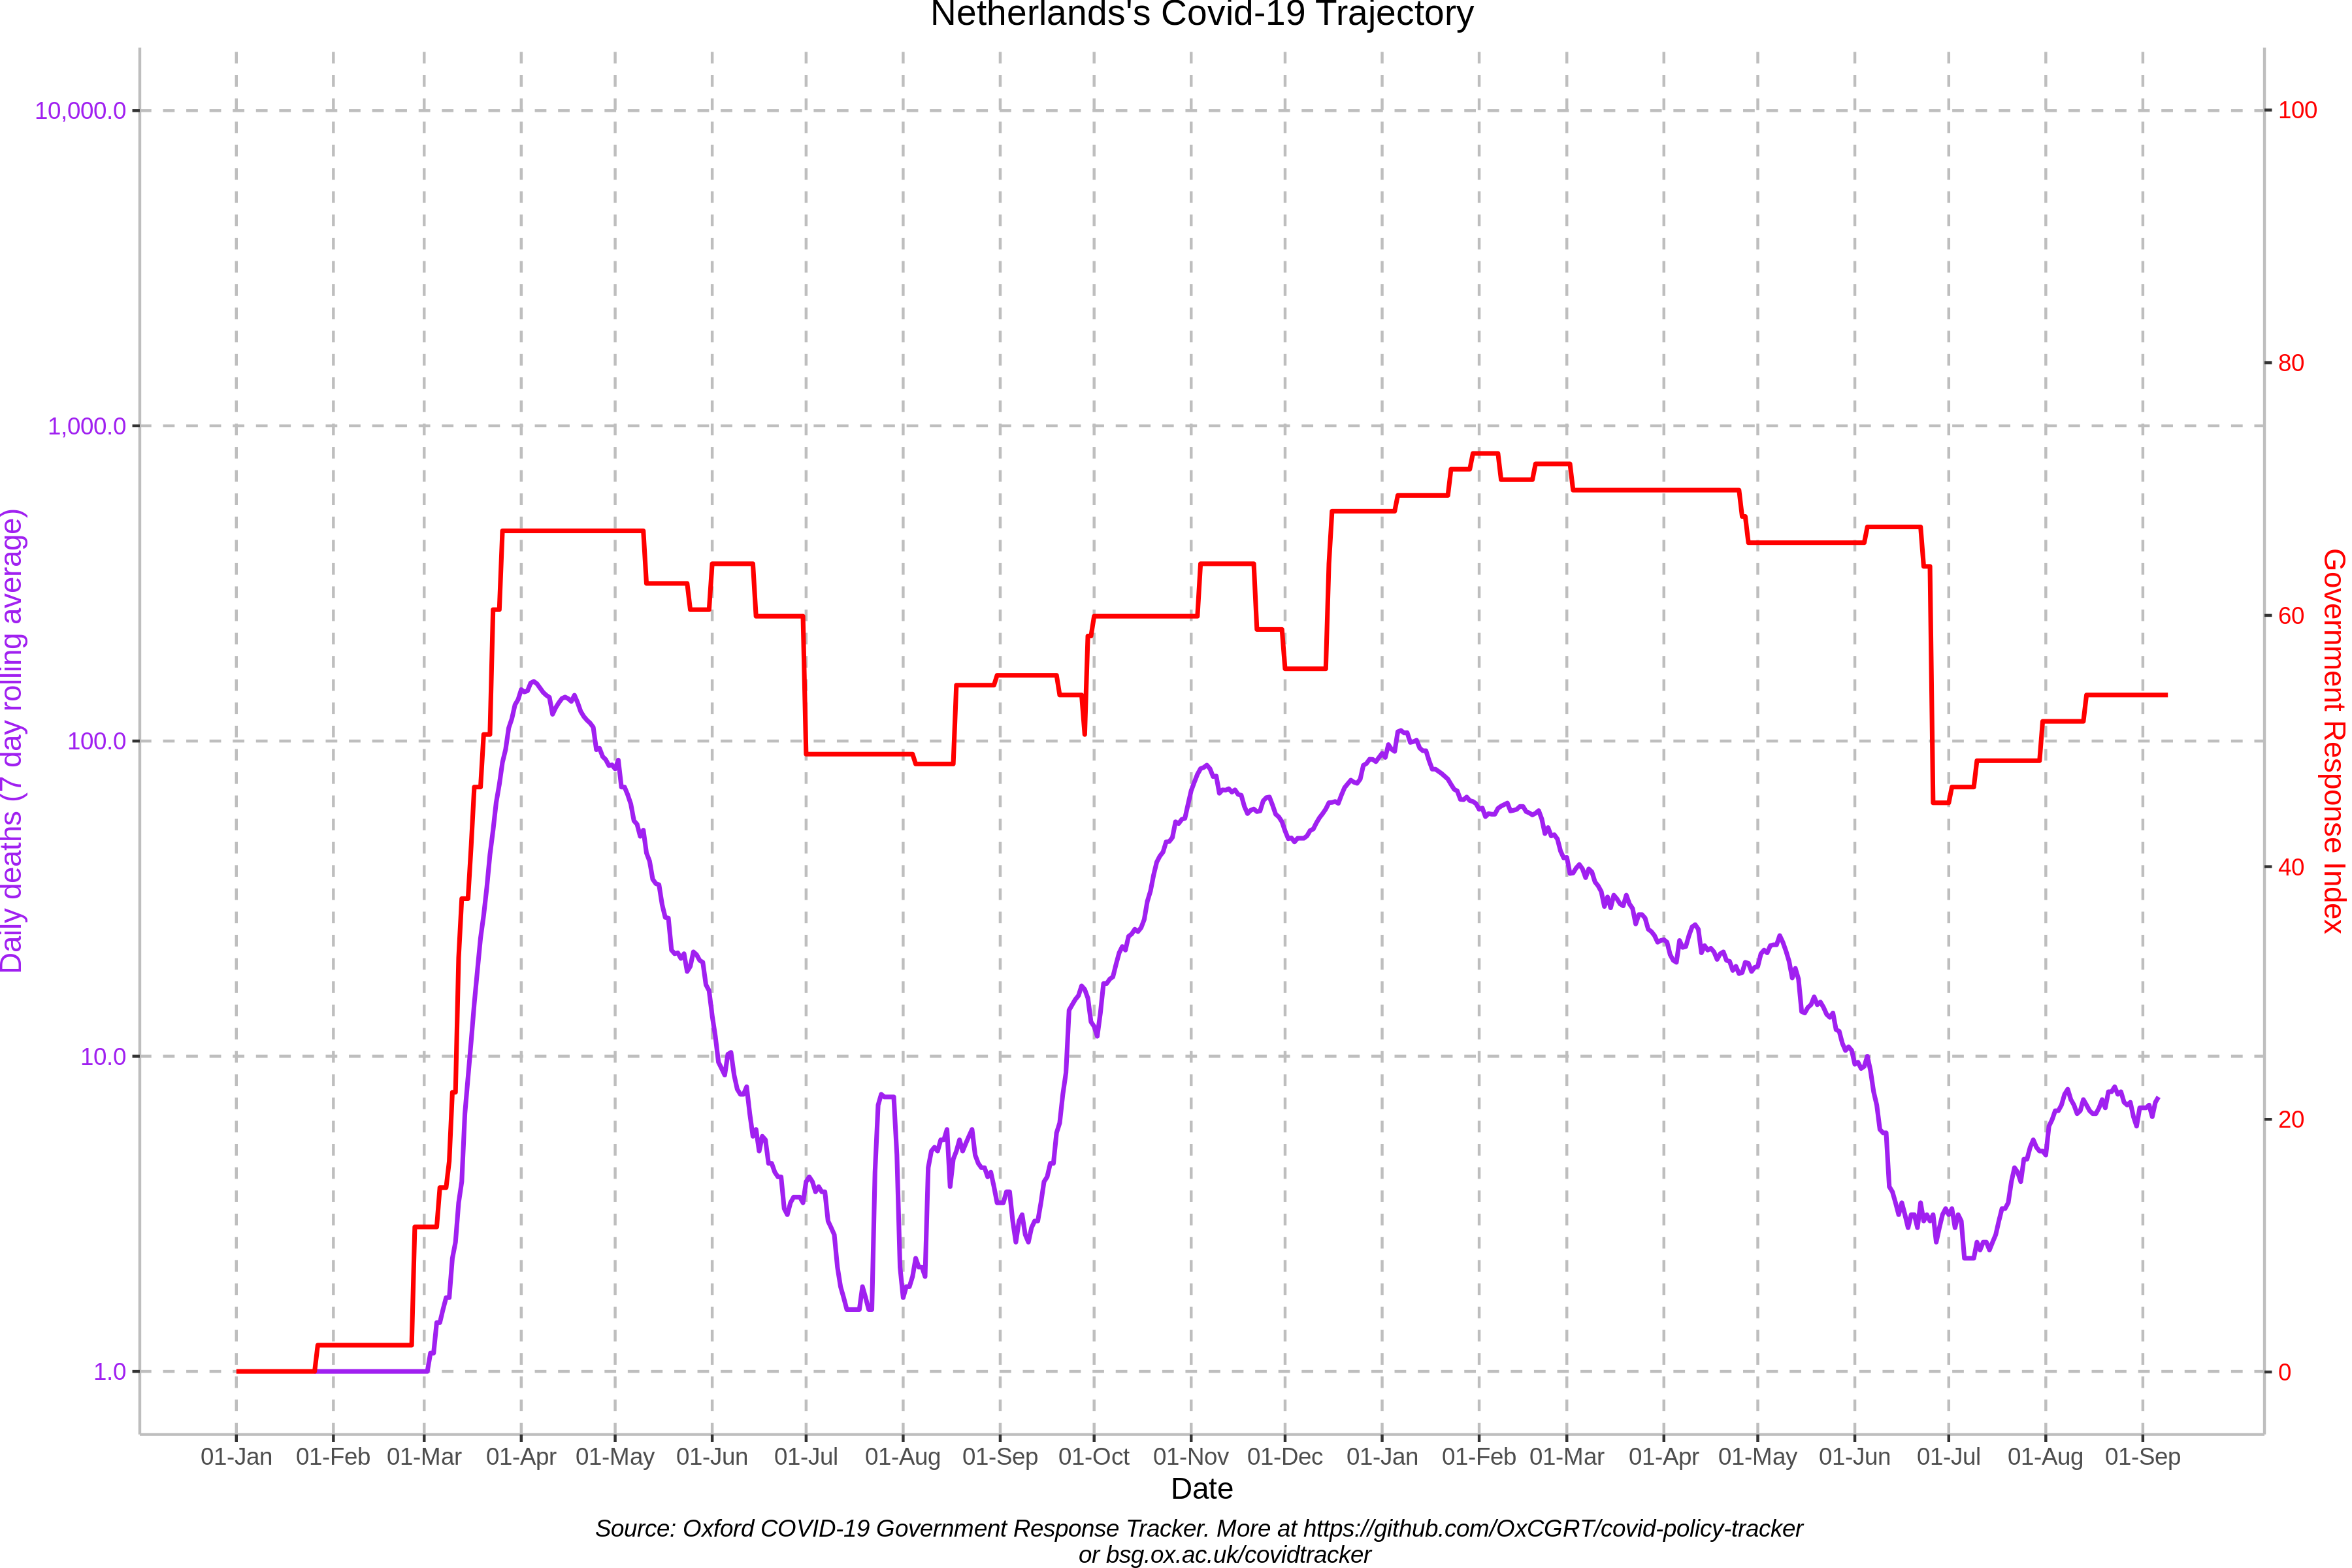 Netherlands's Covid-19 Trajectory
10,000.0
1,000.0
100.0
10.0
1.0
Daily deaths (7 day rolling average)
100
80
60
40
20
0
Government Response Index
01-Jan 01-Feb 01-Mar 01-Apr 01-May 01-Jun 01-Jul 01-Aug 01-Sep 01-Oct 01-Nov 01-Dec 01-Jan 01-Feb 01-Mar 01-Apr 01-May 01-Jun 01-Jul 01-Aug 01-Sep
Date
Source: Oxford COVID-19 Government Response Tracker. More at https://github.com/OxCGRT/covid-policy-tracker
or bsg.ox.ac.uk/covidtracker